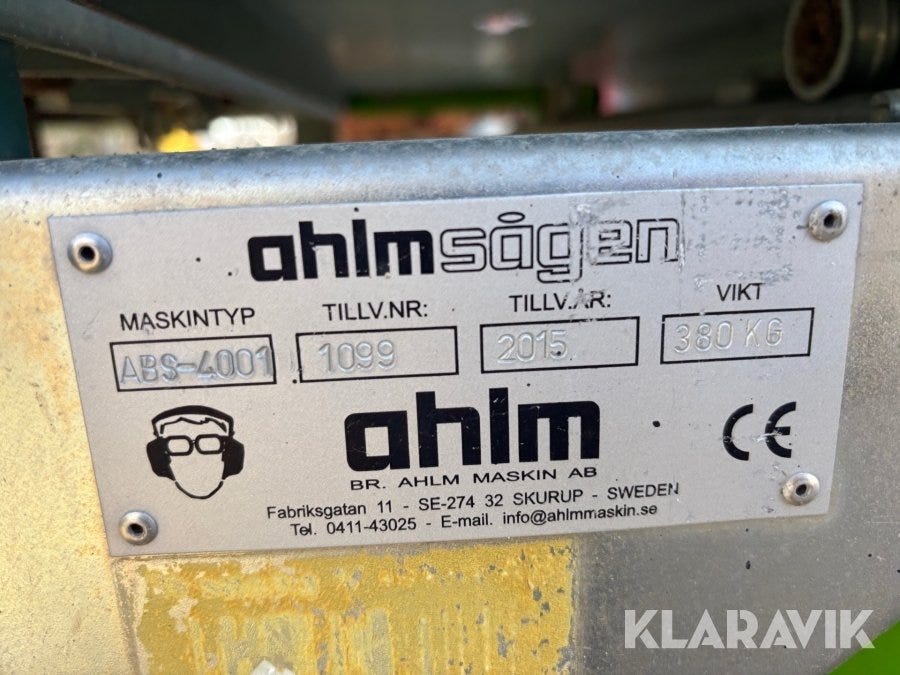 ahlmsågen
MASKINTYP TILLV.NR: TILLV.ÅR: VIKT
ABS-4001 1099 2015 380 KG
ahlm
CE
BR. AHLM MASKIN AB
Fabriksgatan 11 - SE-274 32 SKURUP - SWEDEN
Tel. 0411-43025 - E-mail. info@ahlmmaskin.se
KLARAVIK